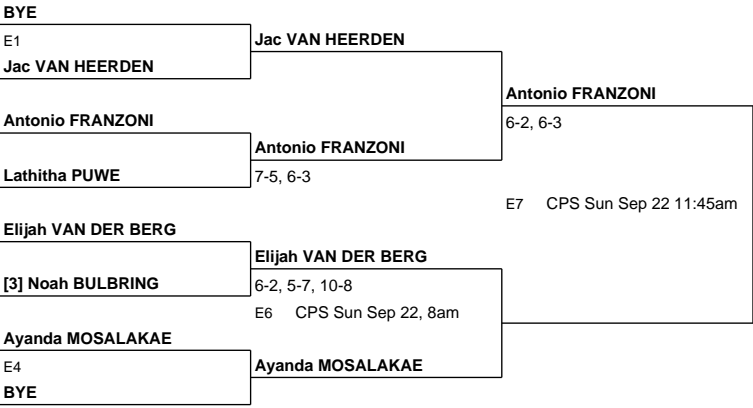 BYE
E1
Jac VAN HEERDEN
Jac VAN HEERDEN
Antonio FRANZONI
6-2, 6-3
Antonio FRANZONI
Antonio FRANZONI
Lathitha PUWE
7-5, 6-3
E7 CPS Sun Sep 22 11:45am
Elijah VAN DER BERG
Elijah VAN DER BERG
[3] Noah BULBRING
6-2, 5-7, 10-8
E6 CPS Sun Sep 22, 8am
Ayanda MOSALAKAE
E4
Ayanda MOSALAKAE
BYE